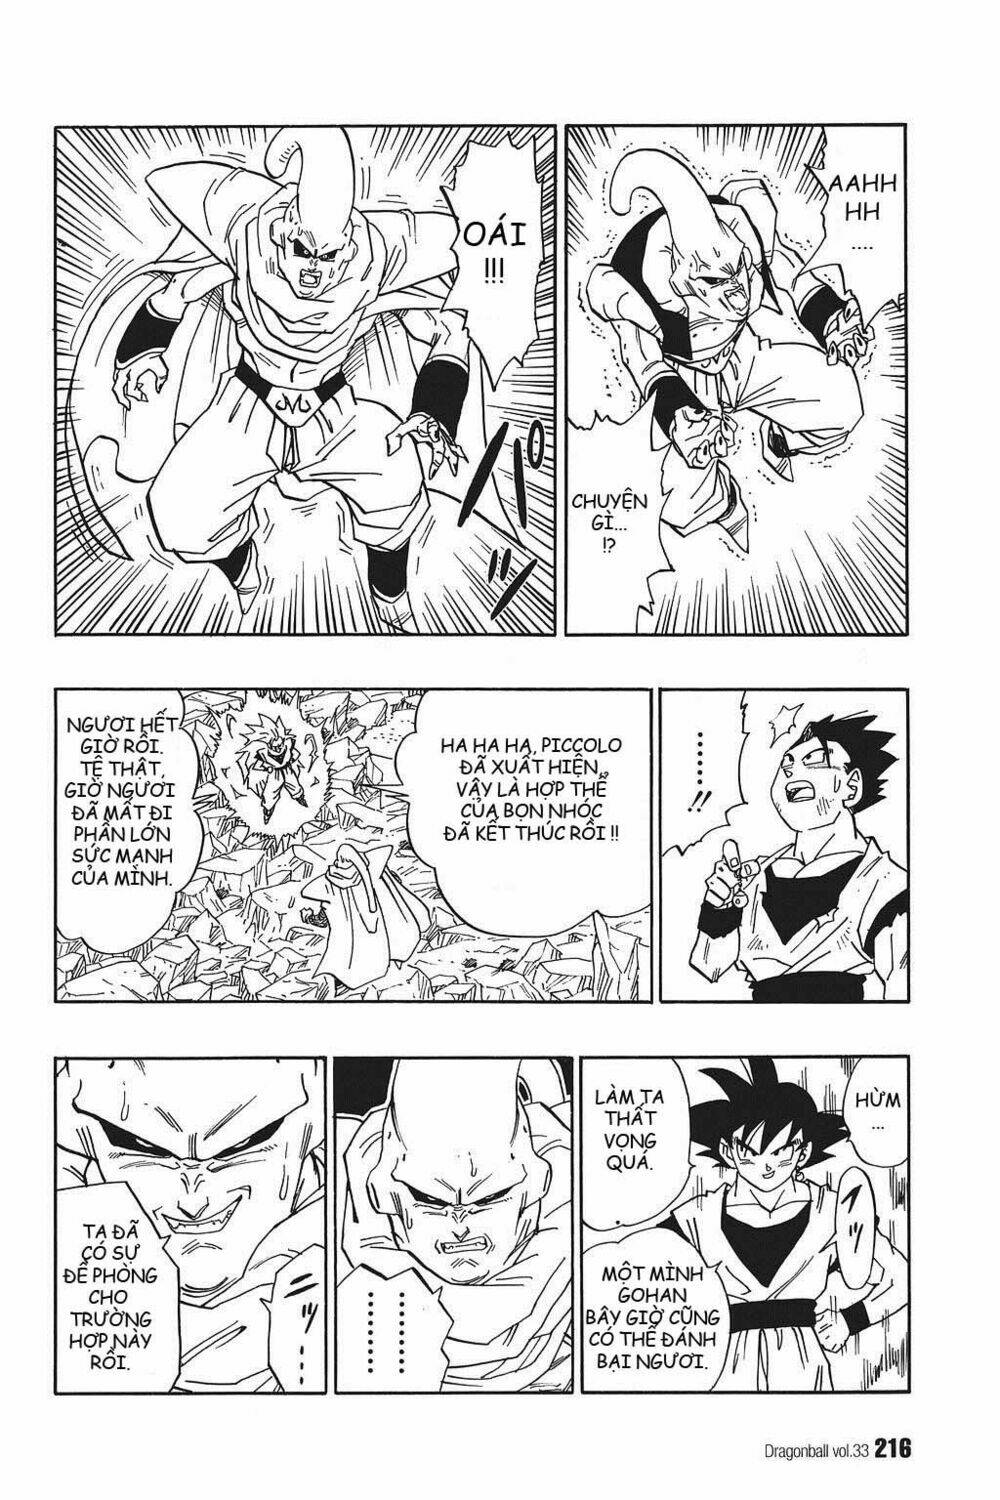 AAHH
HH
....
CHUYỆN
GÌ...
!?
OÁI
!!!
HA HA HA, PICCOLO
ĐÃ XUẤT HIỆN,
VẬY LÀ HỢP THỂ
CỦA BỌN NHÓC
ĐÃ KẾT THÚC RỒI !!
NGƯƠI HẾT
GIỜ RỒI.
TỆ THẬT,
GIỜ NGƯƠI
ĐÃ MẤT ĐI
PHẦN LỚN
SỨC MẠNH
CỦA MÌNH.
......!!
HỪM
...
LÀM TA
THẤT
VỌNG
QUÁ.
MỘT MÌNH
GOHAN
BÂY GIỜ CŨNG
CÓ THỂ ĐÁNH
BẠI NGƯƠI.
TA ĐÃ
CÓ SỰ
ĐỀ PHÒNG
CHO
TRƯỜNG
HỢP NÀY
RỒI.
Dragonball vol.33 216